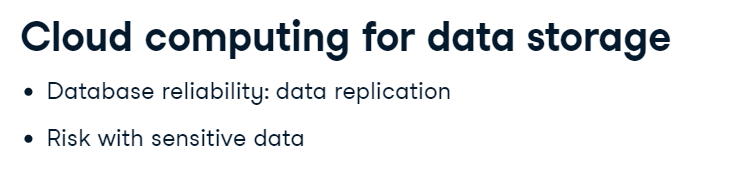 Cloud computing for data storage
• Database reliability: data replication
• Risk with sensitive data